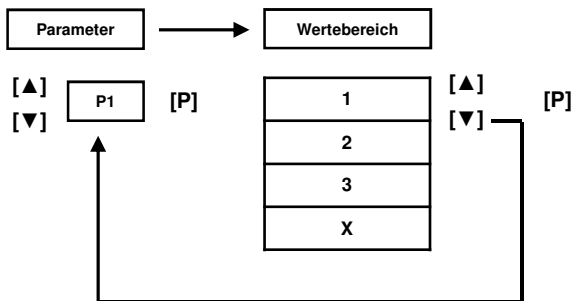 Parameter Wertebereich
[▲] [▲]
P1 [P] 1 [P]
[▼] [▼]
2
3
X